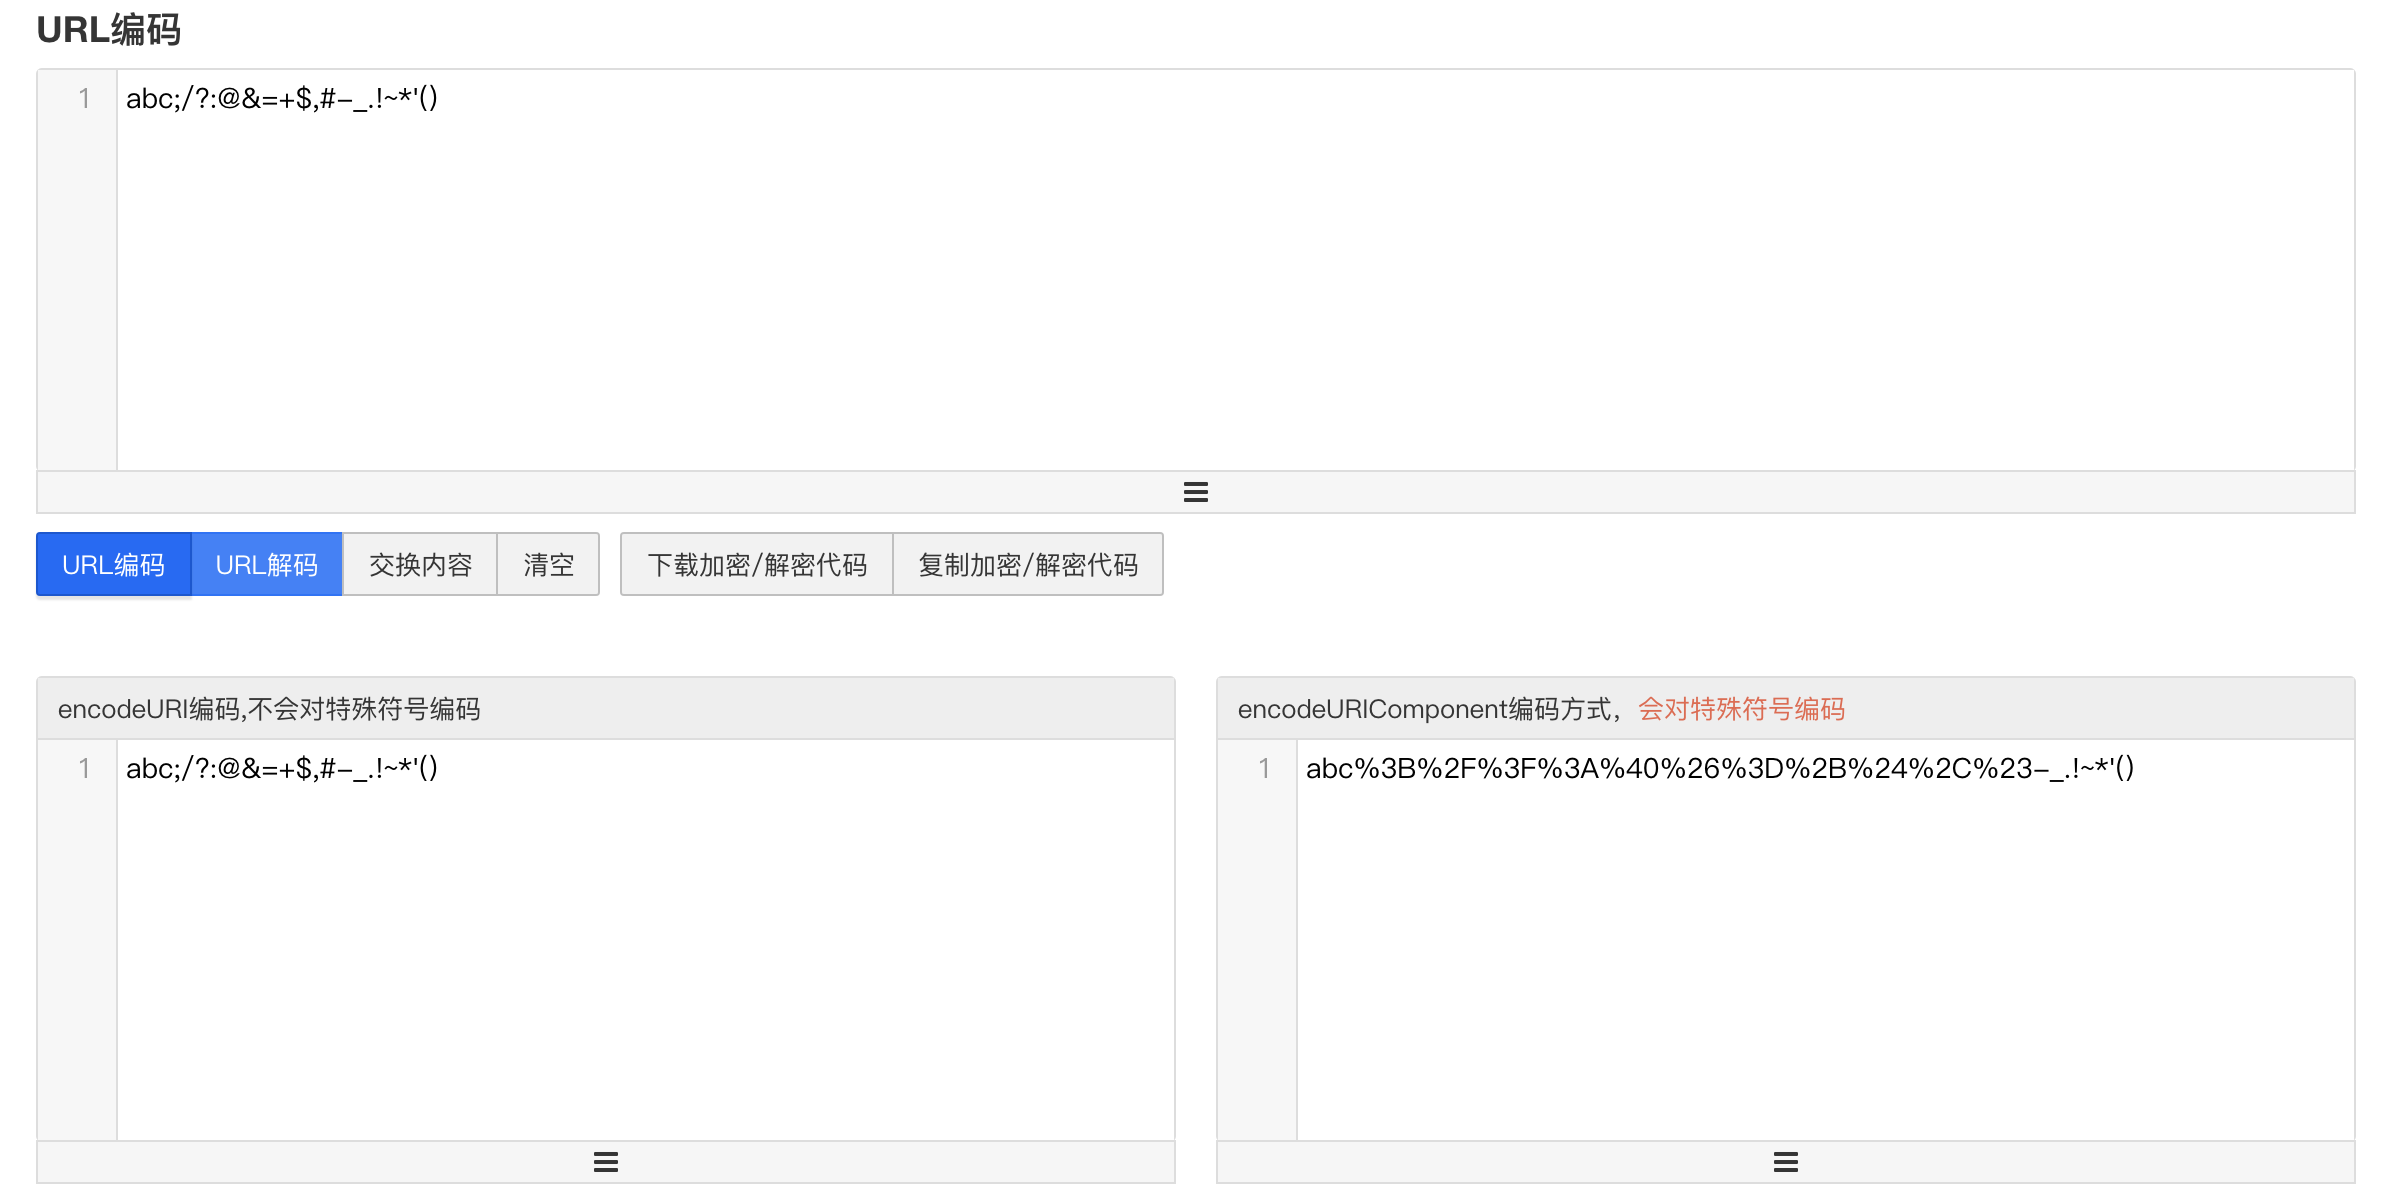 URL编码
1 abc;/?:@&=+$,#-_.!~*'()
URL编码 URL解码 交换内容 清空 下载加密/解密代码 复制加密/解密代码
encodeURI编码,不会对特殊符号编码
1 abc;/?:@&=+$,#-_.!~*'()
encodeURIComponent编码方式，会对特殊符号编码
1 abc%3B%2F%3F%3A%40%26%3D%2B%24%2C%23-_.!~*'()